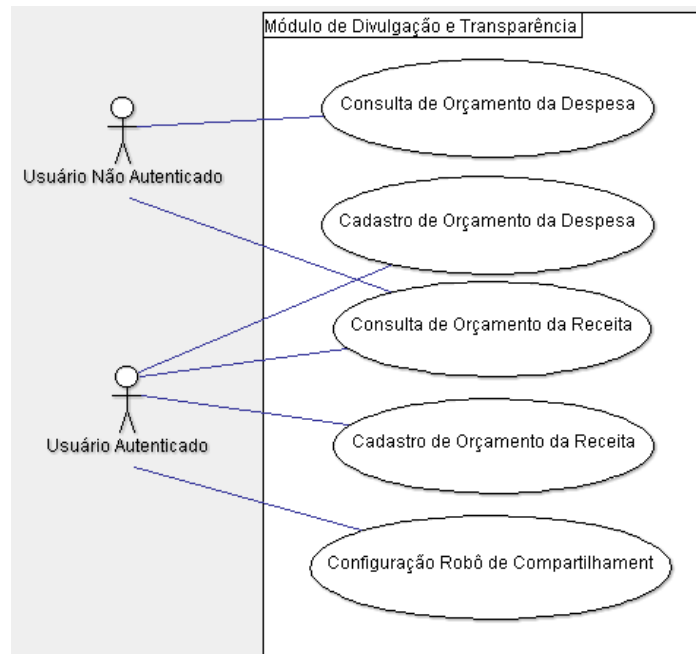 Módulo de Divulgação e Transparência
Consulta de Orçamento da Despesa
Usuário Não Autenticado
Cadastro de Orçamento da Despesa
Consulta de Orçamento da Receita
Usuário Autenticado
Cadastro de Orçamento da Receita
Configuração Robô de Compartilhament